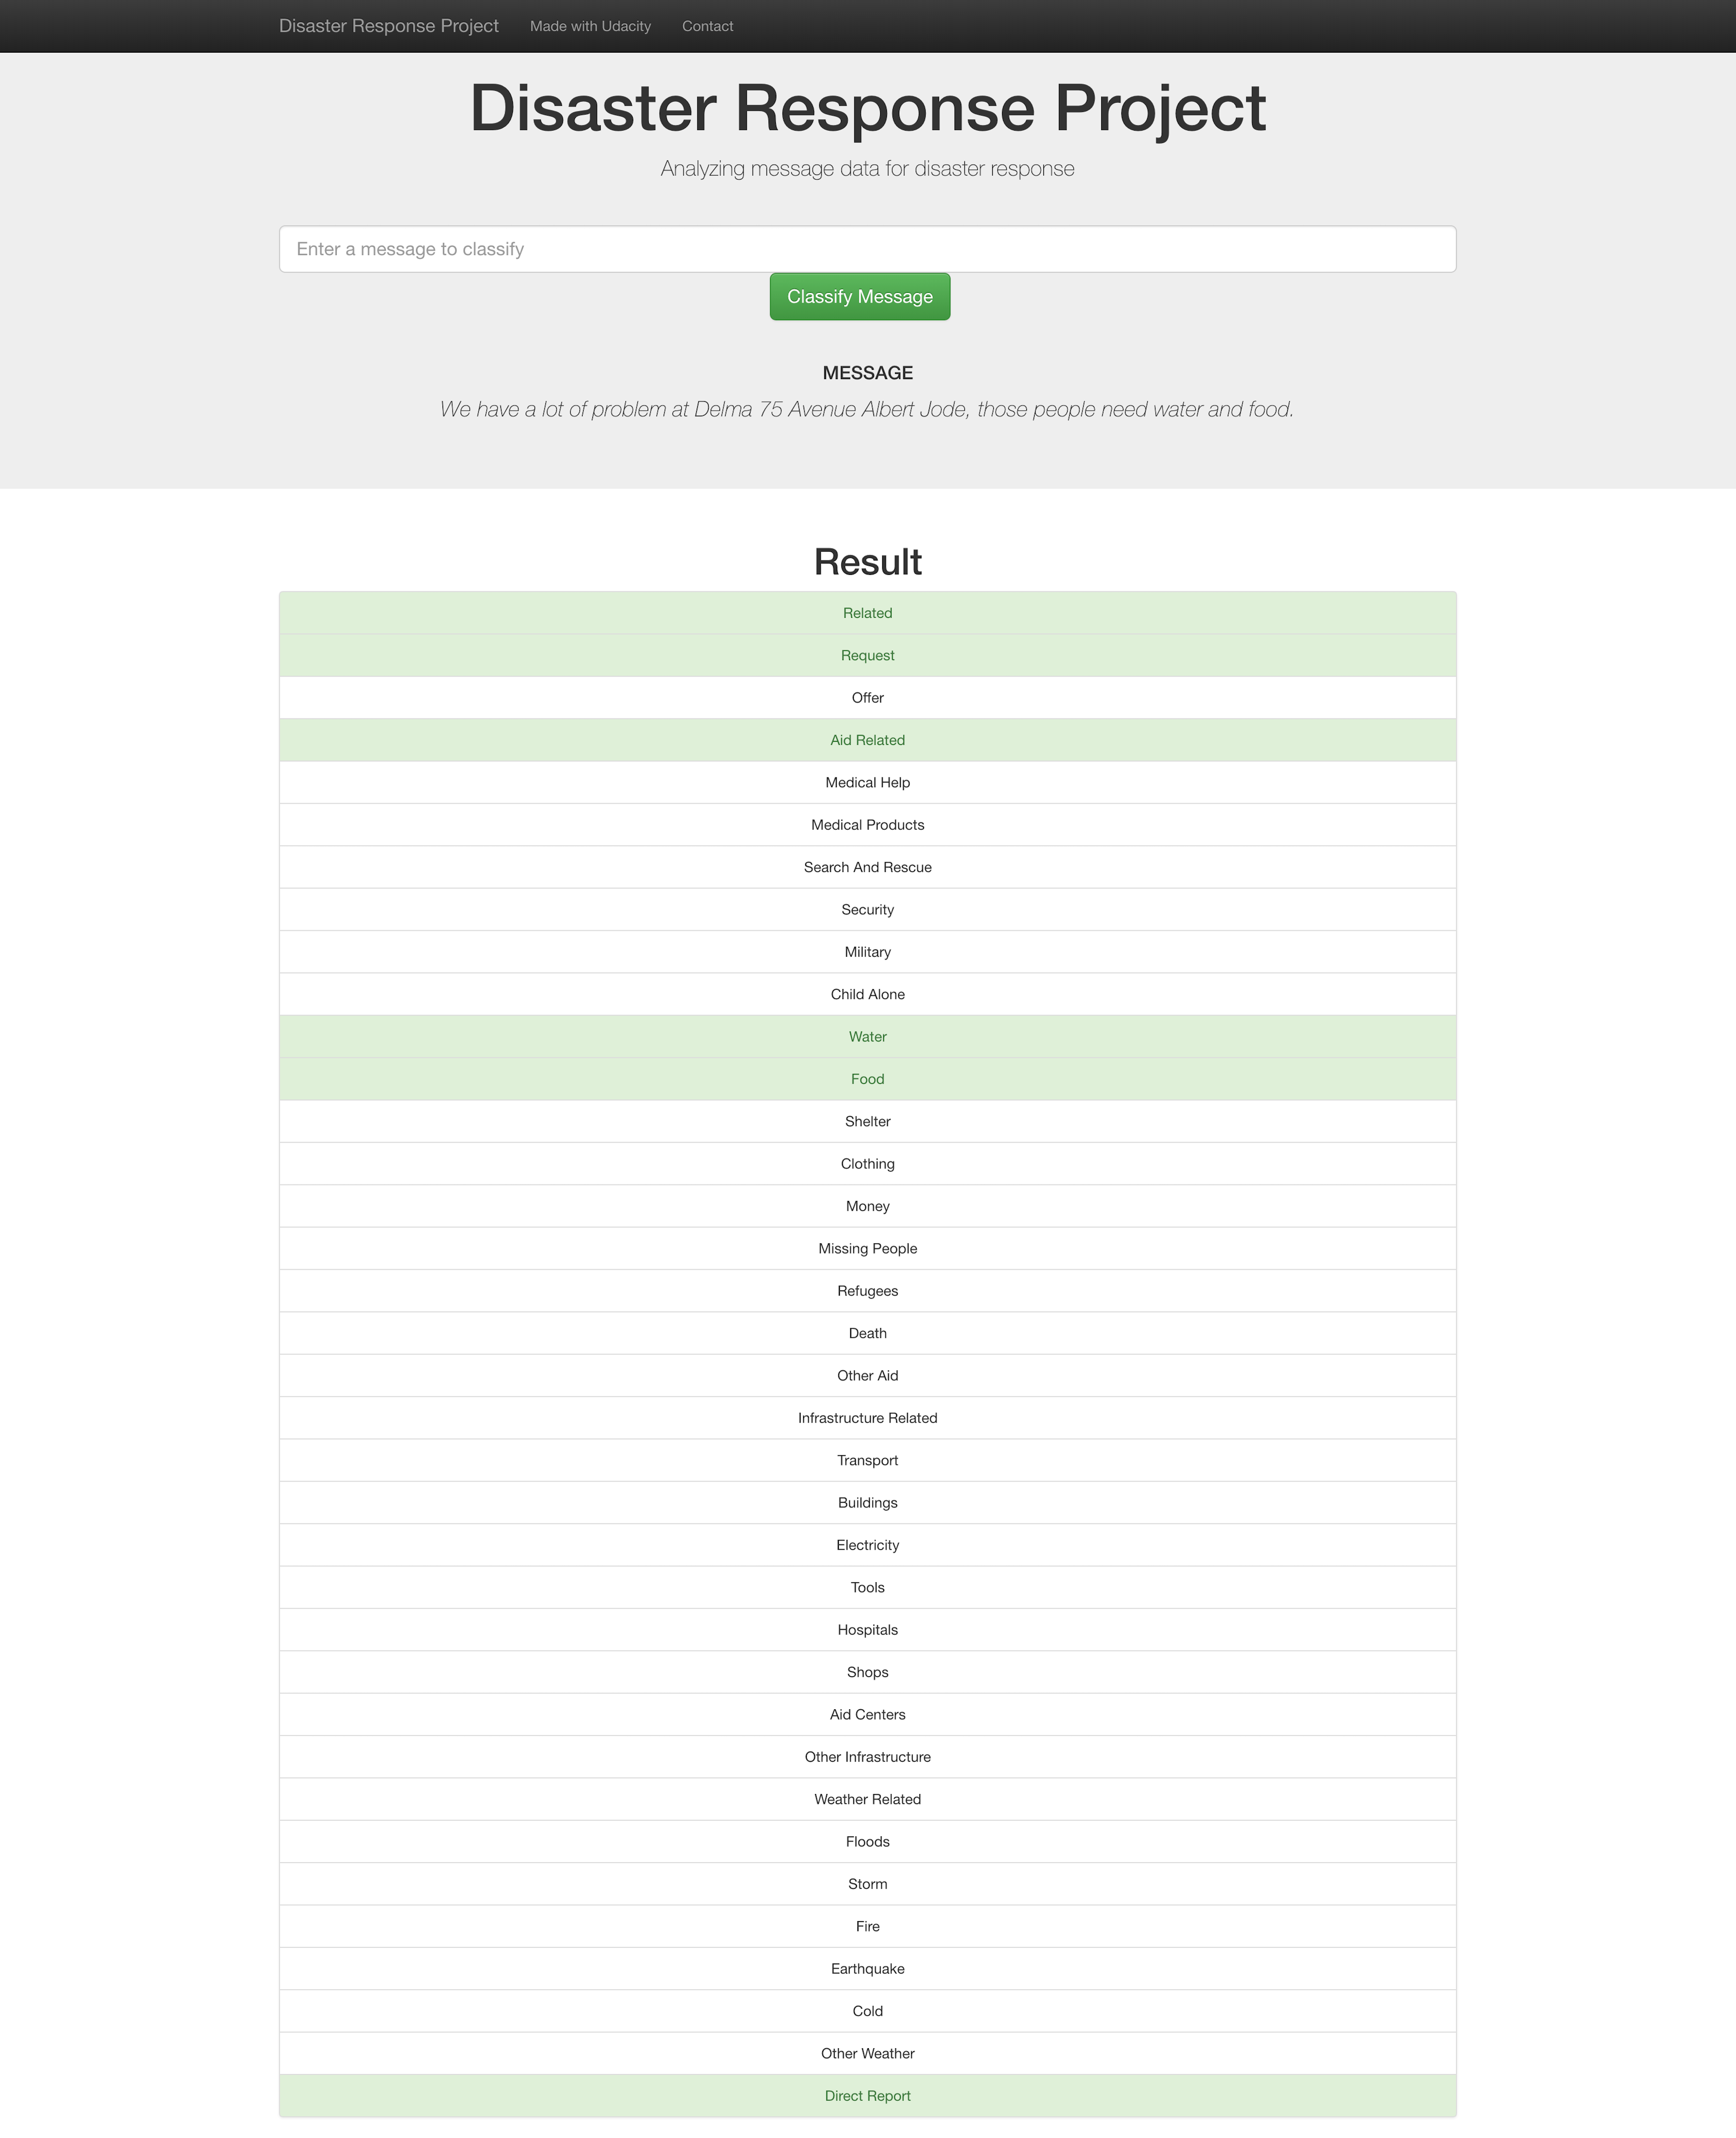 Disaster Response Project Made with Udacity Contact
Disaster Response Project
Analyzing message data for disaster response
Enter a message to classify
Classify Message
MESSAGE
We have a lot of problem at Delma 75 Avenue Albert Jode, those people need water and food.
Result
Related
Request
Offer
Aid Related
Medical Help
Medical Products
Search And Rescue
Security
Military
Child Alone
Water
Food
Shelter
Clothing
Money
Missing People
Refugees
Death
Other Aid
Infrastructure Related
Transport
Buildings
Electricity
Tools
Hospitals
Shops
Aid Centers
Other Infrastructure
Weather Related
Floods
Storm
Fire
Earthquake
Cold
Other Weather
Direct Report